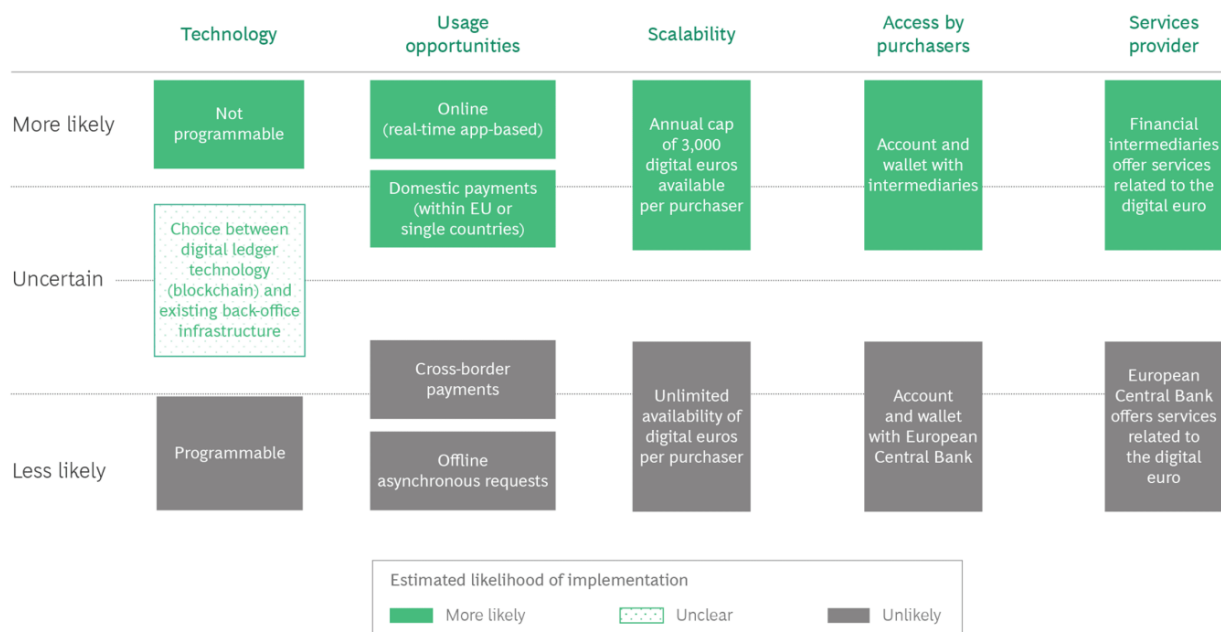 Technology
Usage
opportunities
Scalability
Access by
purchasers
Services
provider
More likely
Not
programmable
Online
(real-time app-based)
Domestic payments
(within EU or
single countries)
Annual cap
of 3,000
digital euros
available
per purchaser
Account and
wallet with
intermediaries
Financial
intermediaries
offer services
related to the
digital euro
Uncertain
Choice between
digital ledger
technology
(blockchain) and
existing back-office
infrastructure
Less likely
Programmable
Cross-border
payments
Offline
asynchronous requests
Unlimited
availability of
digital euros
per purchaser
Account
and wallet
with European
Central Bank
European
Central Bank
offers services
related to
the digital
euro
Estimated likelihood of implementation
More likely
Unclear
Unlikely